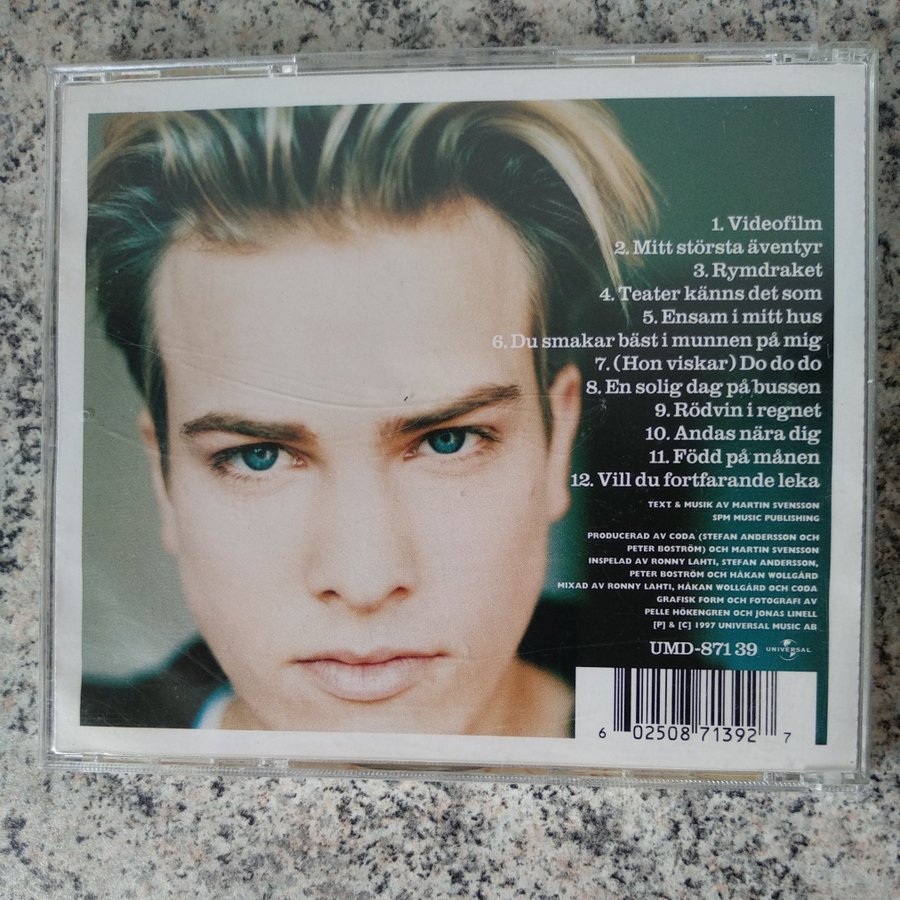 1. Videofilm
2. Mitt största äventyr
3. Rymdraket
4. Teater känns det som
5. Ensam i mitt hus
6. Du smakar bäst i munnen på mig
7. (Hon viskar) Do do do
8. En solig dag på bussen
9. Rödvin i regnet
10. Andas nära dig
11. Född på månen
12. Vill du fortfarande leka
TEXT & MUSIK AV MARTIN SVENSSON
SPM MUSIC PUBLISHING
PRODUCERAD AV CODA (STEFAN ANDERSSON OCH
PETER BOSTRÖM) OCH MARTIN SVENSSON
INSPELAD AV RONNY LAHTI, STEFAN ANDERSSON,
PETER BOSTRÖM OCH HÅKAN WOLLGÅRD
MIXAD AV RONNY LAHTI, HÅKAN WOLLGÅRD OCH CODA
GRAFISK FORM OCH FOTOGRAFI AV
PELLE HÖKENGREN OCH JONAS LINELL
[P] & [C] 1997 UNIVERSAL MUSIC AB
UMD-871 39 UNIVERSAL
6 02508 71392 7